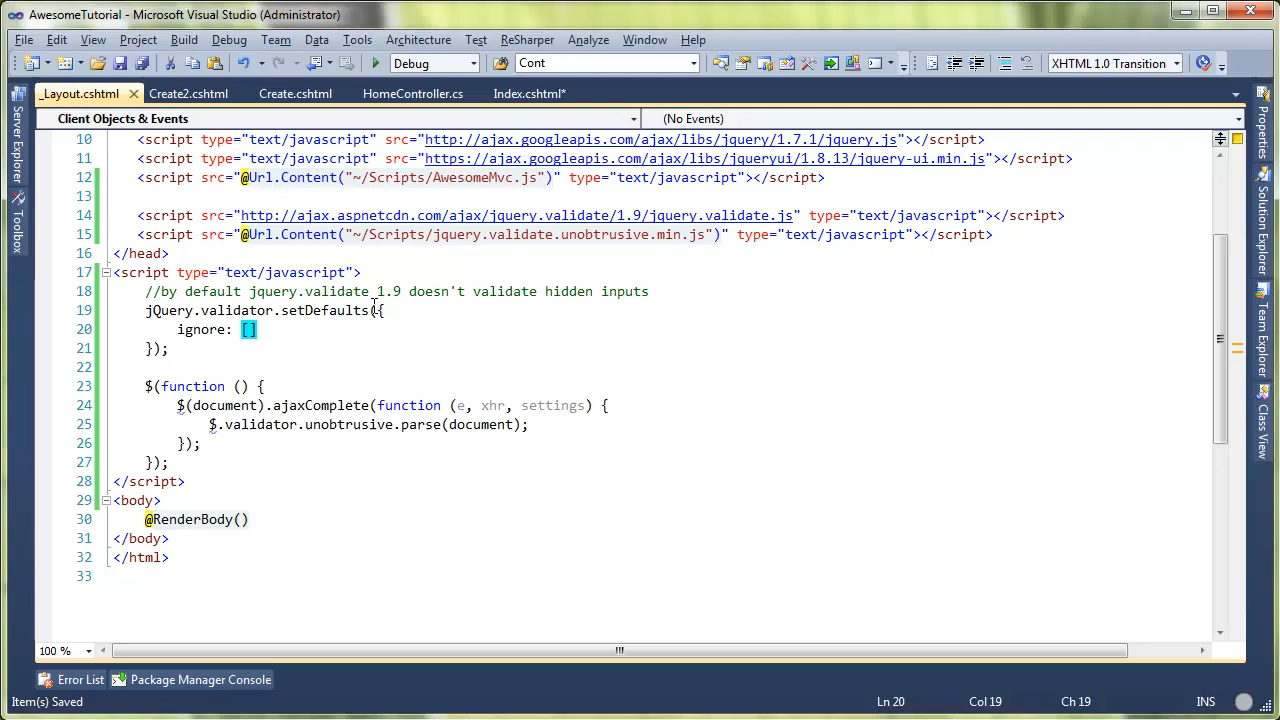 AwesomeTutorial - Microsoft Visual Studio (Administrator)
File Edit View Project Build Debug Team Data Tools Architecture Test ReSharper Analyze Window Help
Debug Cont XHTML 1.0 Transition
_Layout.cshtml Create2.cshtml Create.cshtml HomeController.cs Index.cshtml*
Client Objects & Events (No Events)
10 <script type="text/javascript" src="http://ajax.googleapis.com/ajax/libs/jquery/1.7.1/jquery.js"></script>
11 <script type="text/javascript" src="https://ajax.googleapis.com/ajax/libs/jqueryui/1.8.13/jquery-ui.min.js"></script>
12 <script src="@Url.Content("~/Scripts/AwesomeMvc.js")" type="text/javascript"></script>
13
14 <script src="http://ajax.aspnetcdn.com/ajax/jquery.validate/1.9/jquery.validate.js" type="text/javascript"></script>
15 <script src="@Url.Content("~/Scripts/jquery.validate.unobtrusive.min.js")" type="text/javascript"></script>
16 </head>
17 <script type="text/javascript">
18 //by default jquery.validate 1.9 doesn't validate hidden inputs
19 jQuery.validator.setDefaults({
20 ignore: []
21 });
22
23 $(function () {
24 $(document).ajaxComplete(function (e, xhr, settings) {
25 $.validator.unobtrusive.parse(document);
26 });
27 });
28 </script>
29 <body>
30 @RenderBody()
31 </body>
32 </html>
33
100 %
Error List Package Manager Console
Item(s) Saved Ln 20 Col 19 Ch 19 INS
Server Explorer
Toolbox
Properties
Solution Explorer
Team Explorer
Class View